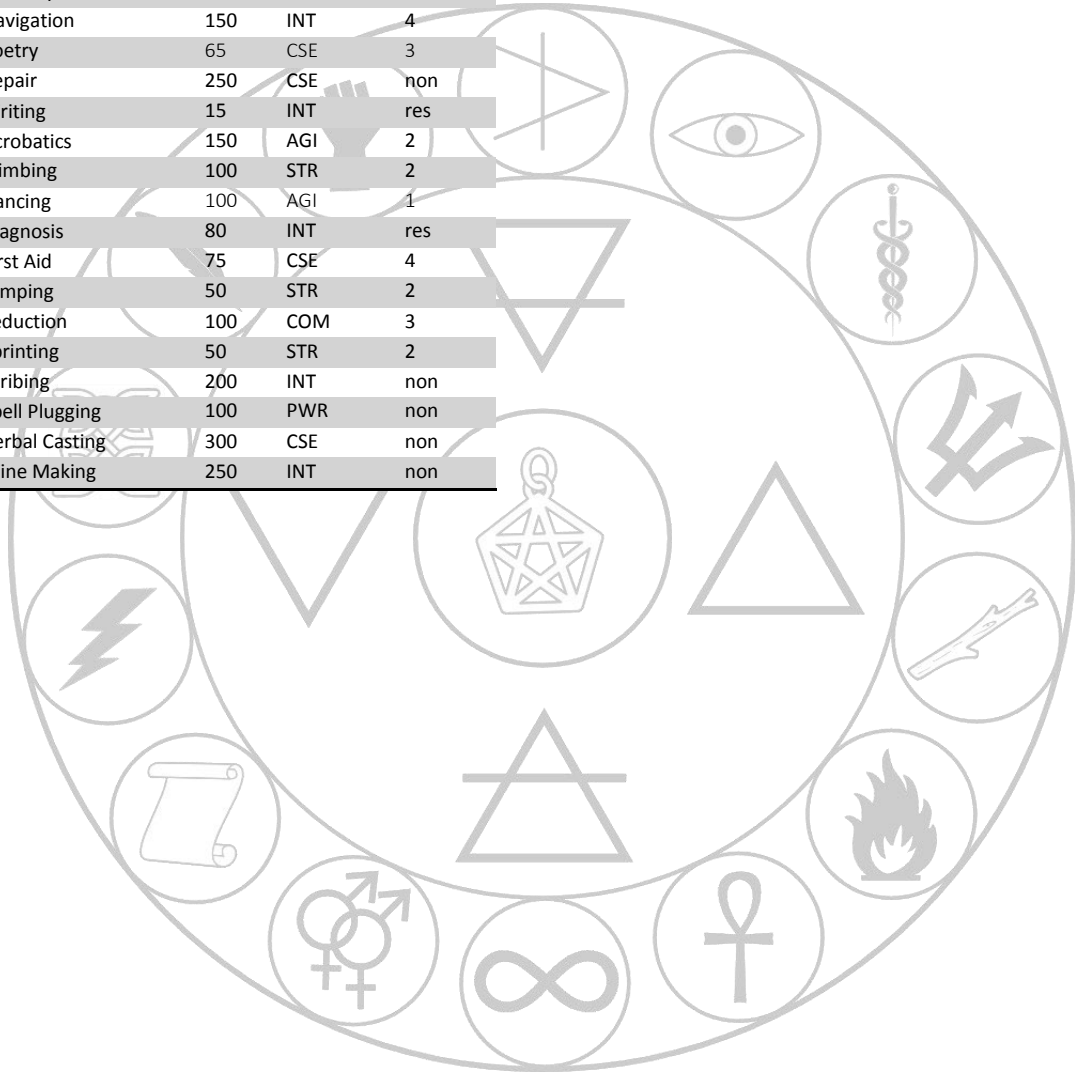 avigation 150 INT 4
oetry 65 CSE 3
epair 250 CSE non
riting 15 INT res
crobatics 150 AGI 2
imbing 100 STR 2
ancing 100 AGI 1
agnosis 80 INT res
rst Aid 75 CSE 4
mping 50 STR 2
eduction 100 COM 3
printing 50 STR 2
ribing 200 INT non
pell Plugging 100 PWR non
erbal Casting 300 CSE non
ine Making 250 INT non